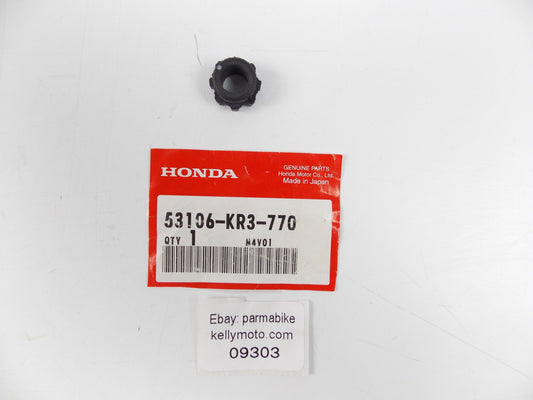 HONDA
GENUINE PARTS
Honda Motor Co., Ltd.
Made in Japan
53106-KR3-770
QTY 1 N4V01
Ebay: parmabike
kellymoto.com
09303